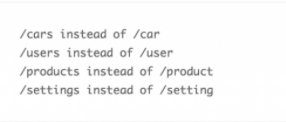 /cars instead of /car
/users instead of /user
/products instead of /product
/settings instead of /setting